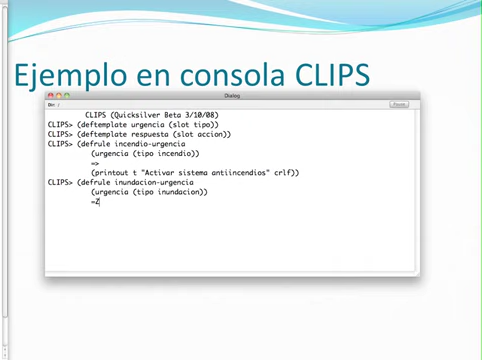 Ejemplo en consola CLIPS
Dialog
Dir: /
Pause
CLIPS (Quicksilver Beta 3/10/08)
CLIPS> (deftemplate urgencia (slot tipo))
CLIPS> (deftemplate respuesta (slot accion))
CLIPS> (defrule incendio-urgencia
(urgencia (tipo incendio))
=>
(printout t "Activar sistema antiincendios" crlf))
CLIPS> (defrule inundacion-urgencia
(urgencia (tipo inundacion))
=Z